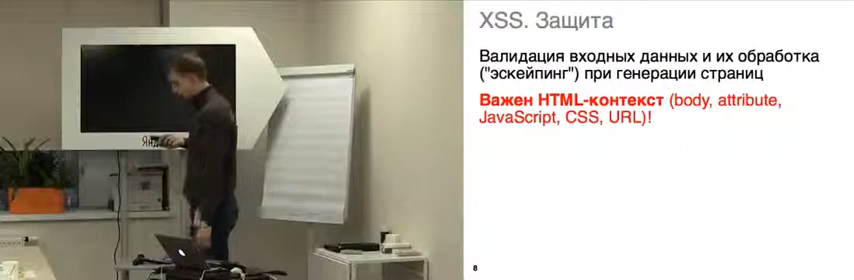 XSS. Защита
Валидация входных данных и их обработка
("эскейпинг") при генерации страниц
Важен HTML-контекст (body, attribute,
JavaScript, CSS, URL)!
8